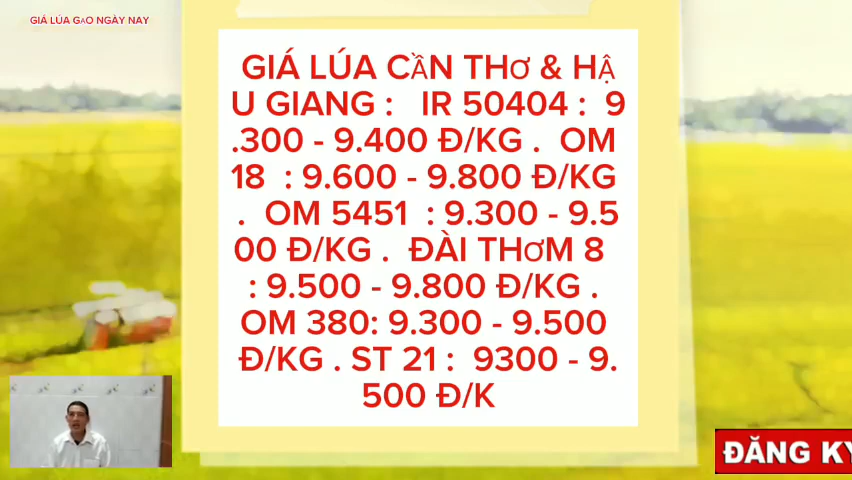 GIÁ LÚA GẠO NGÀY NAY
GIÁ LÚA CẦN THƠ & HẬ
U GIANG : IR 50404 : 9
.300 - 9.400 Đ/KG . OM
18 : 9.600 - 9.800 Đ/KG
. OM 5451 : 9.300 - 9.5
00 Đ/KG . ĐÀI THƠM 8
: 9.500 - 9.800 Đ/KG .
OM 380: 9.300 - 9.500
Đ/KG . ST 21 : 9300 - 9.
500 Đ/K
ĐĂNG KÝ